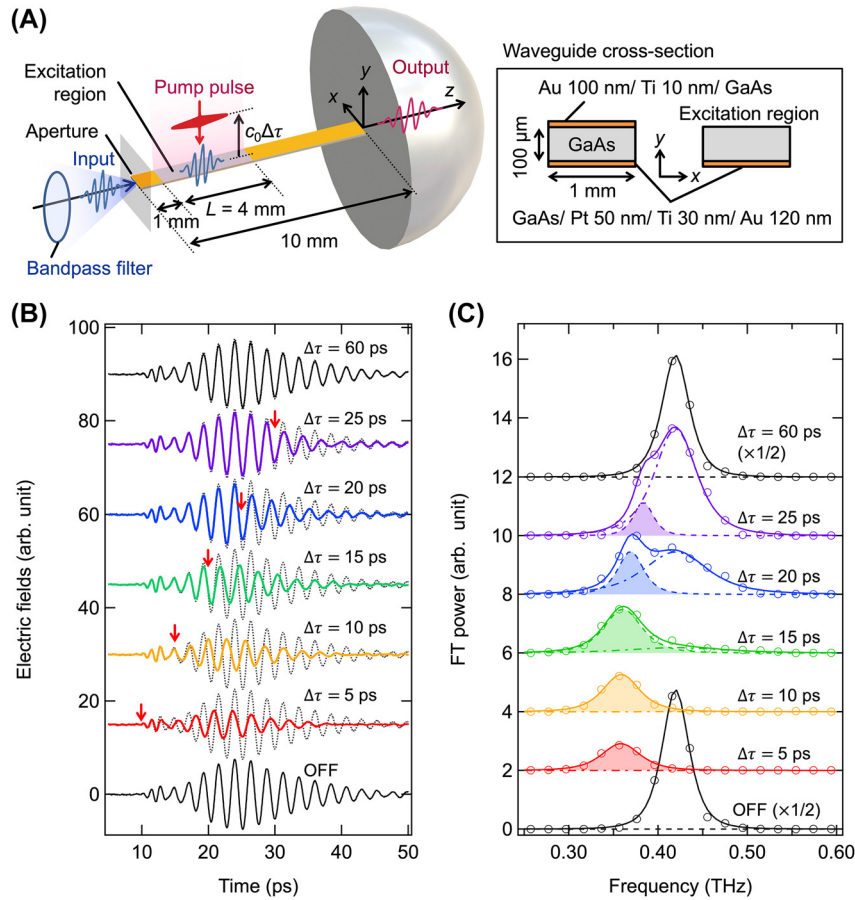 (A)
Excitation
region
Aperture
Input
Bandpass filter
Pump pulse
c₀Δτ
1 mm
L = 4 mm
10 mm
x
y
z
Output
Waveguide cross-section
Au 100 nm/ Ti 10 nm/ GaAs
Excitation region
100 μm
GaAs
y
x
1 mm
GaAs/ Pt 50 nm/ Ti 30 nm/ Au 120 nm
(B)
Electric fields (arb. unit)
100
80
60
40
20
0
Δτ = 60 ps
Δτ = 25 ps
Δτ = 20 ps
Δτ = 15 ps
Δτ = 10 ps
Δτ = 5 ps
OFF
10
20
30
40
50
Time (ps)
(C)
FT power (arb. unit)
16
14
12
10
8
6
4
2
0
Δτ = 60 ps
(×1/2)
Δτ = 25 ps
Δτ = 20 ps
Δτ = 15 ps
Δτ = 10 ps
Δτ = 5 ps
OFF (×1/2)
0.30
0.40
0.50
0.60
Frequency (THz)